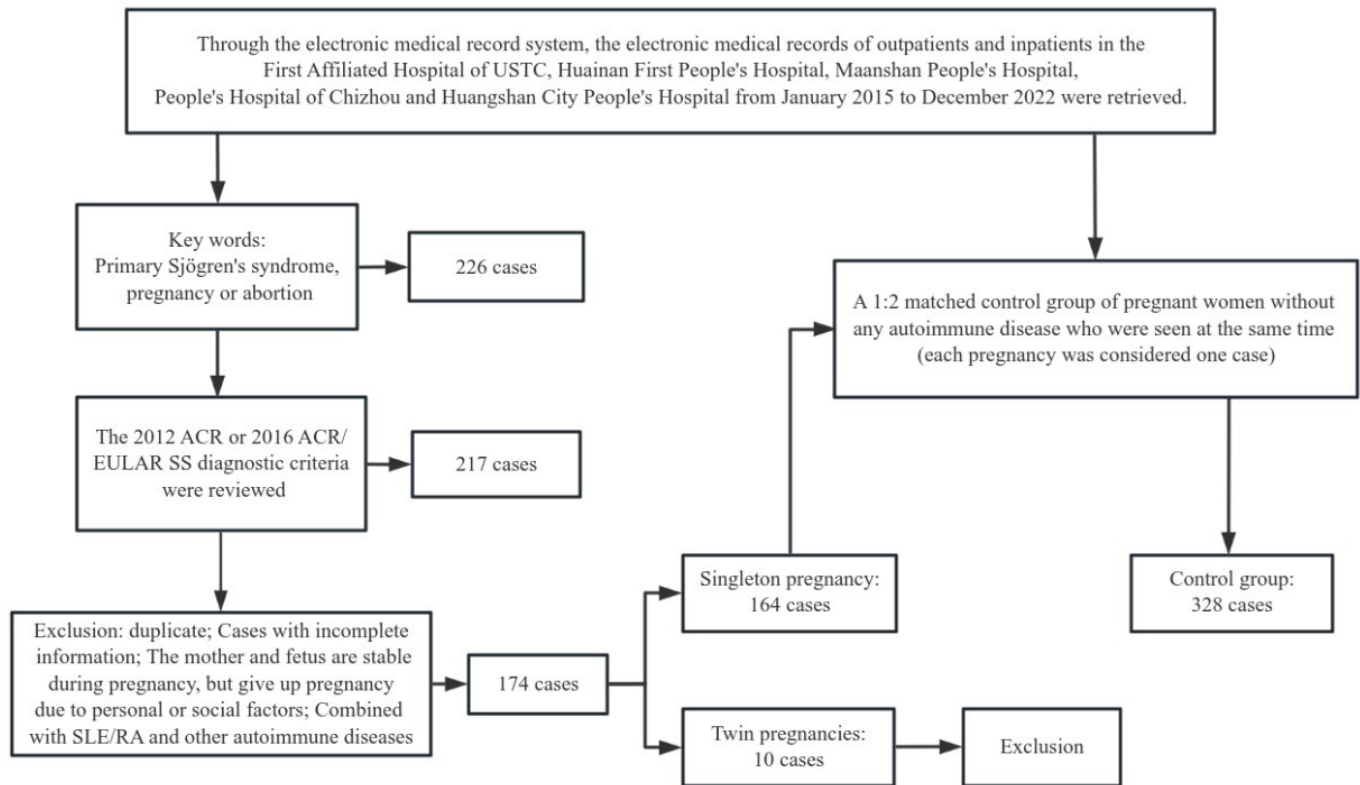 Through the electronic medical record system, the electronic medical records of outpatients and inpatients in the
First Affiliated Hospital of USTC, Huainan First People's Hospital, Maanshan People's Hospital,
People's Hospital of Chizhou and Huangshan City People's Hospital from January 2015 to December 2022 were retrieved.
Key words:
Primary Sjögren's syndrome,
pregnancy or abortion
226 cases
A 1:2 matched control group of pregnant women without
any autoimmune disease who were seen at the same time
(each pregnancy was considered one case)
The 2012 ACR or 2016 ACR/
EULAR SS diagnostic criteria
were reviewed
217 cases
Exclusion: duplicate; Cases with incomplete
information; The mother and fetus are stable
during pregnancy, but give up pregnancy
due to personal or social factors; Combined
with SLE/RA and other autoimmune diseases
174 cases
Singleton pregnancy:
164 cases
Control group:
328 cases
Twin pregnancies:
10 cases
Exclusion